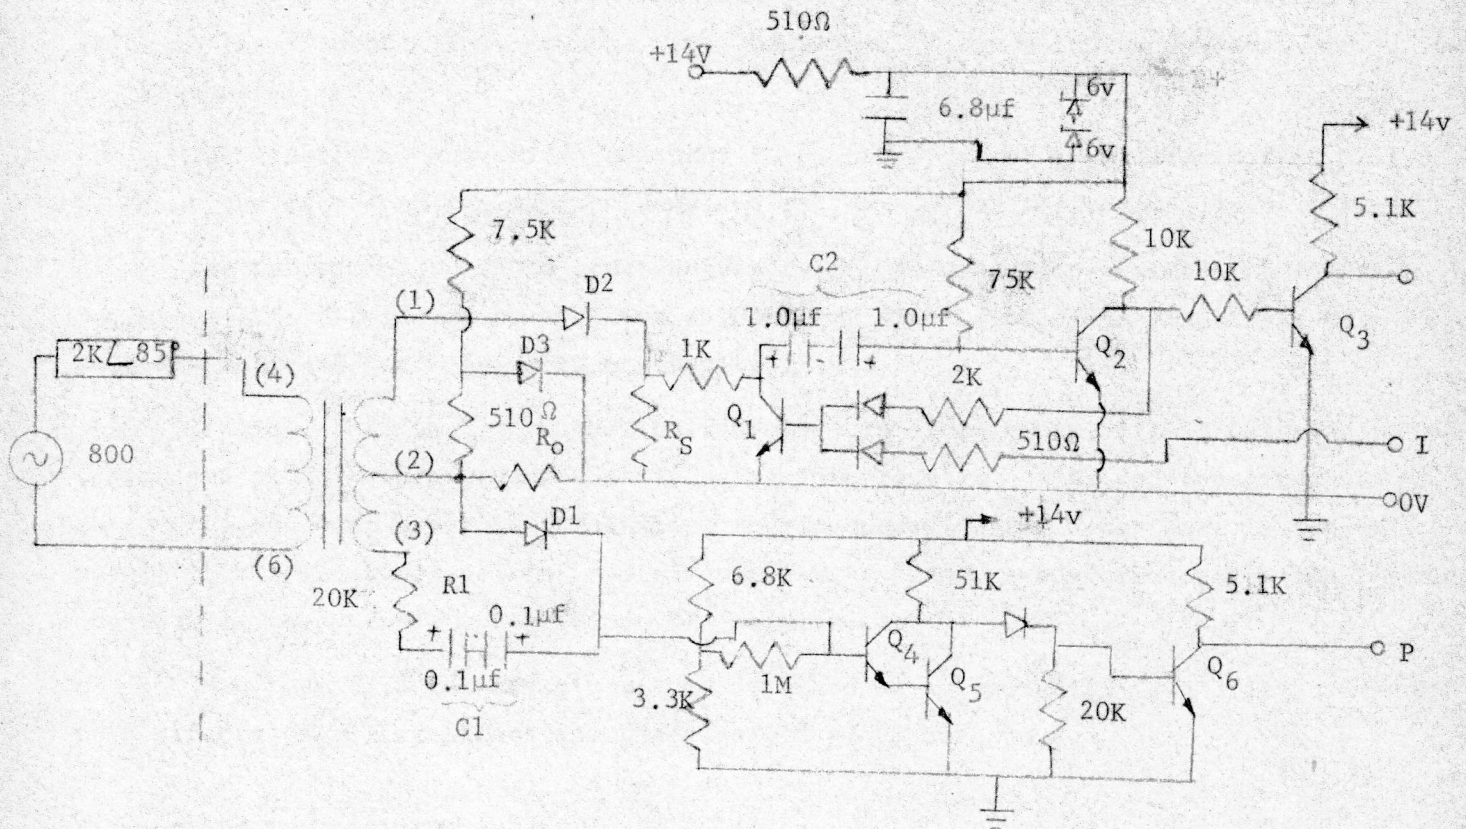 510Ω
+14V
6v
6.8µf
6v
+14v
5.1K
7.5K
10K
C2
10K
75K
(1)
D2
1.0µf
1.0µf
Q3
2K/_85
D3
1K
Q2
(4)
2K
510Ω
Ro
RS
Q1
510Ω
I
800
(2)
0V
D1
+14v
(3)
(6)
6.8K
51K
5.1K
20K
R1
0.1µf
+
+
Q4
P
0.1µf
1M
Q5
Q6
3.3K
20K
C1